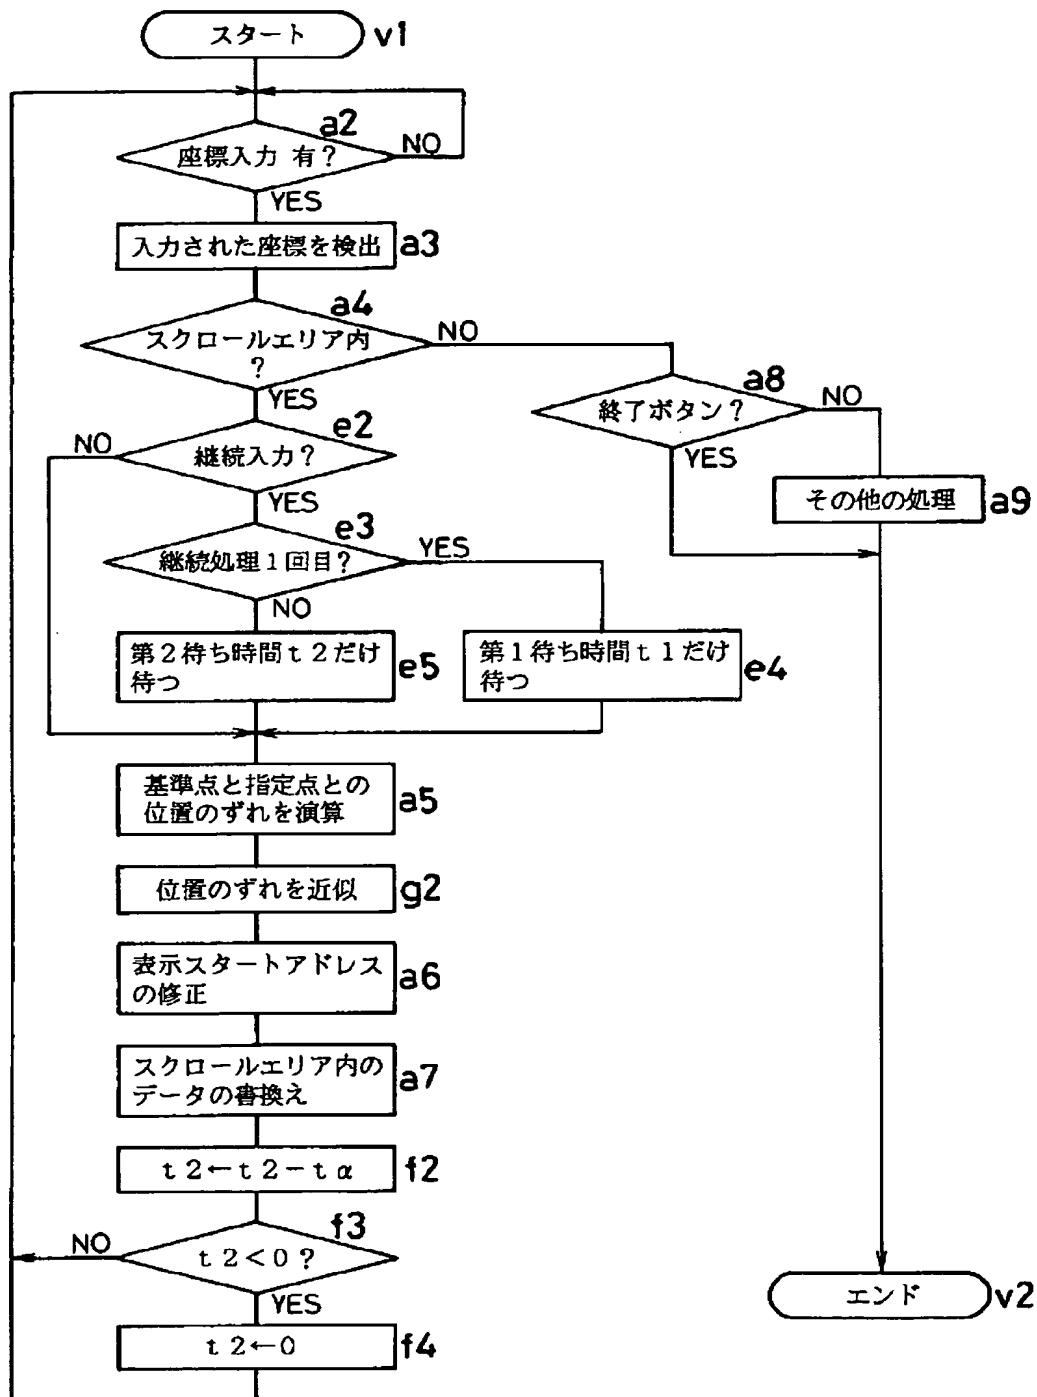 スタート v1
a2
座標入力 有? NO
YES
入力された座標を検出 a3
a4
スクロールエリア内
?
NO
YES
a8
終了ボタン? NO
YES
その他の処理 a9
e2
NO
継続入力?
YES
e3
継続処理1回目? YES
NO
第2待ち時間t2だけ
待つ
e5
第1待ち時間t1だけ
待つ
e4
基準点と指定点との
位置のずれを演算
a5
位置のずれを近似 g2
表示スタートアドレス
の修正
a6
スクロールエリア内の
データの書換え
a7
t2←t2-tα f2
f3
NO
t2<0?
YES
t2←0 f4
エンド v2